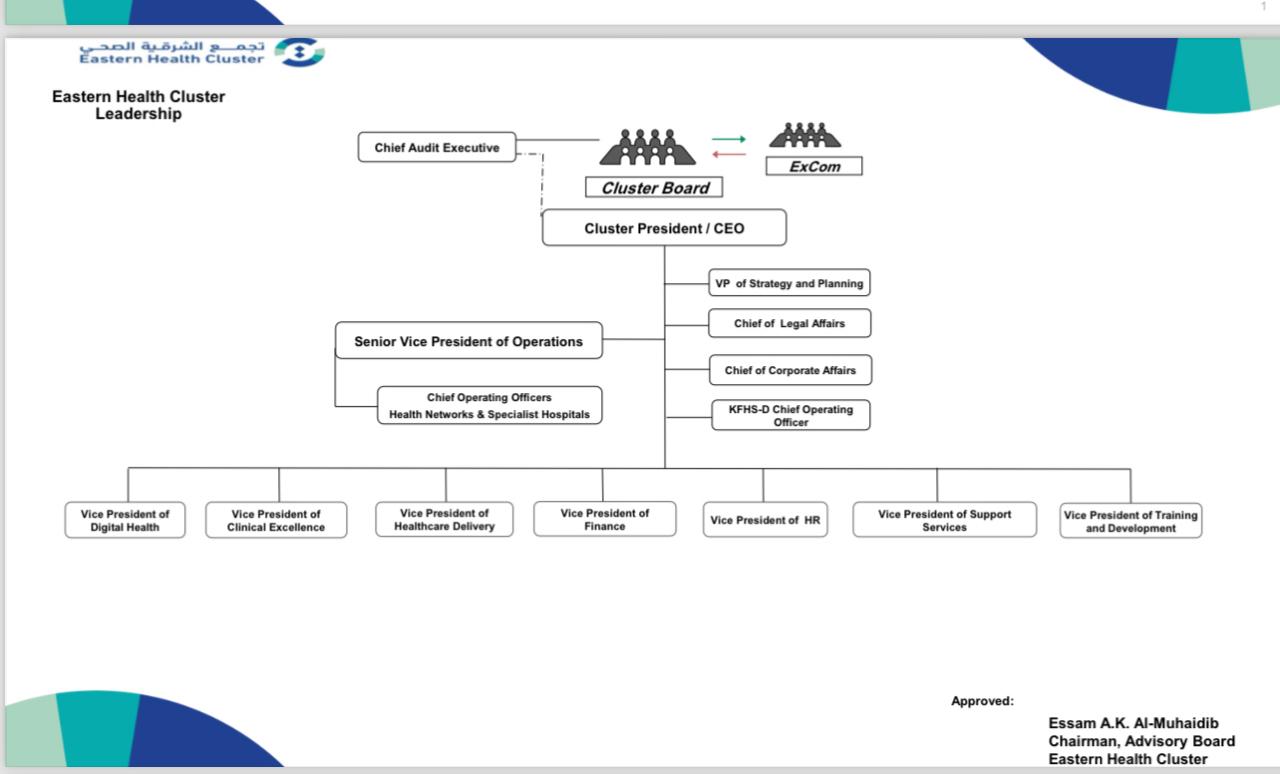 1
تجمع الشرقية الصحي
Eastern Health Cluster
Eastern Health Cluster
Leadership
Chief Audit Executive
Cluster Board
ExCom
Cluster President / CEO
VP of Strategy and Planning
Chief of Legal Affairs
Senior Vice President of Operations
Chief of Corporate Affairs
Chief Operating Officers
Health Networks & Specialist Hospitals
KFHS-D Chief Operating
Officer
Vice President of
Digital Health
Vice President of
Clinical Excellence
Vice President of
Healthcare Delivery
Vice President of
Finance
Vice President of HR
Vice President of Support
Services
Vice President of Training
and Development
Approved:
Essam A.K. Al-Muhaidib
Chairman, Advisory Board
Eastern Health Cluster